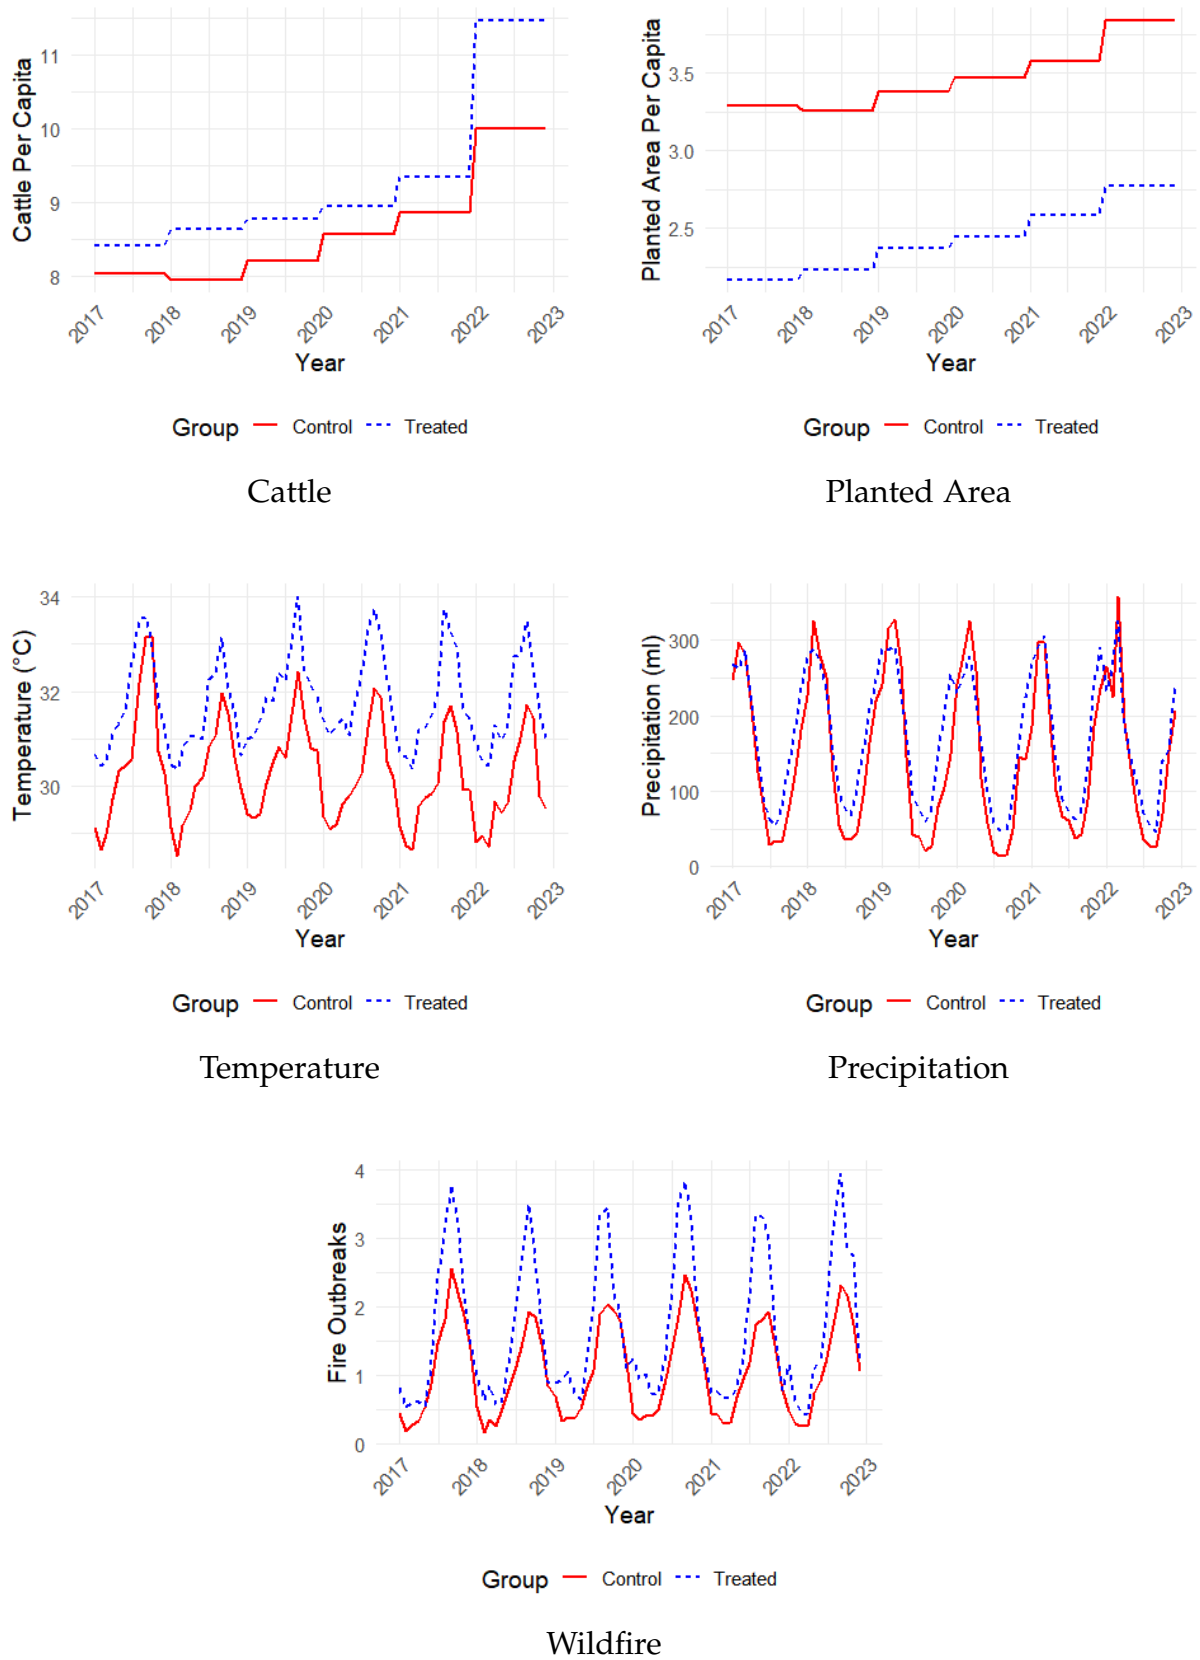 Cattle Per Capita
11
10
9
8
2017 2018 2019 2020 2021 2022 2023
Year
Group Control Treated
Cattle
Planted Area Per Capita
3.5
3.0
2.5
2017 2018 2019 2020 2021 2022 2023
Year
Group Control Treated
Planted Area
Temperature (°C)
34
32
30
2017 2018 2019 2020 2021 2022 2023
Year
Group Control Treated
Temperature
Precipitation (ml)
300
200
100
0
2017 2018 2019 2020 2021 2022 2023
Year
Group Control Treated
Precipitation
Fire Outbreaks
4
3
2
1
0
2017 2018 2019 2020 2021 2022 2023
Year
Group Control Treated
Wildfire